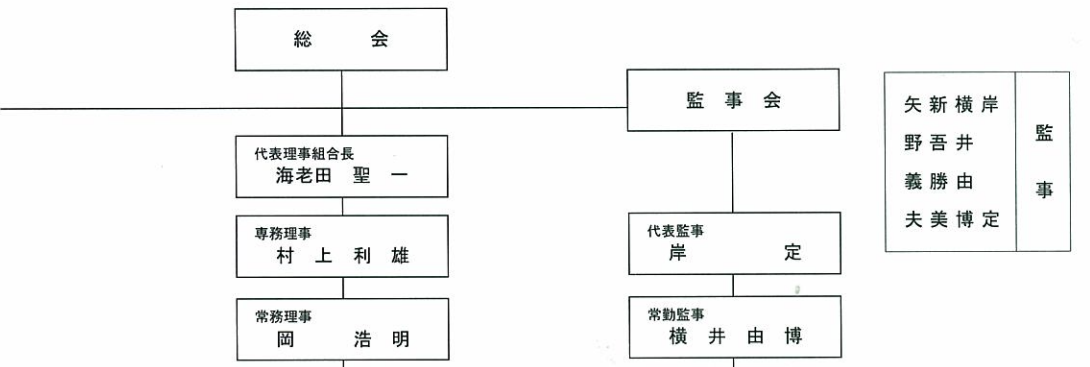 総会
監事会
代表理事組合長
海老田 聖一
専務理事
村上利雄
常務理事
岡 浩明
代表監事
岸 定
常勤監事
横井由博
監事
岸 定
横井由博
新吾勝美
矢野義夫